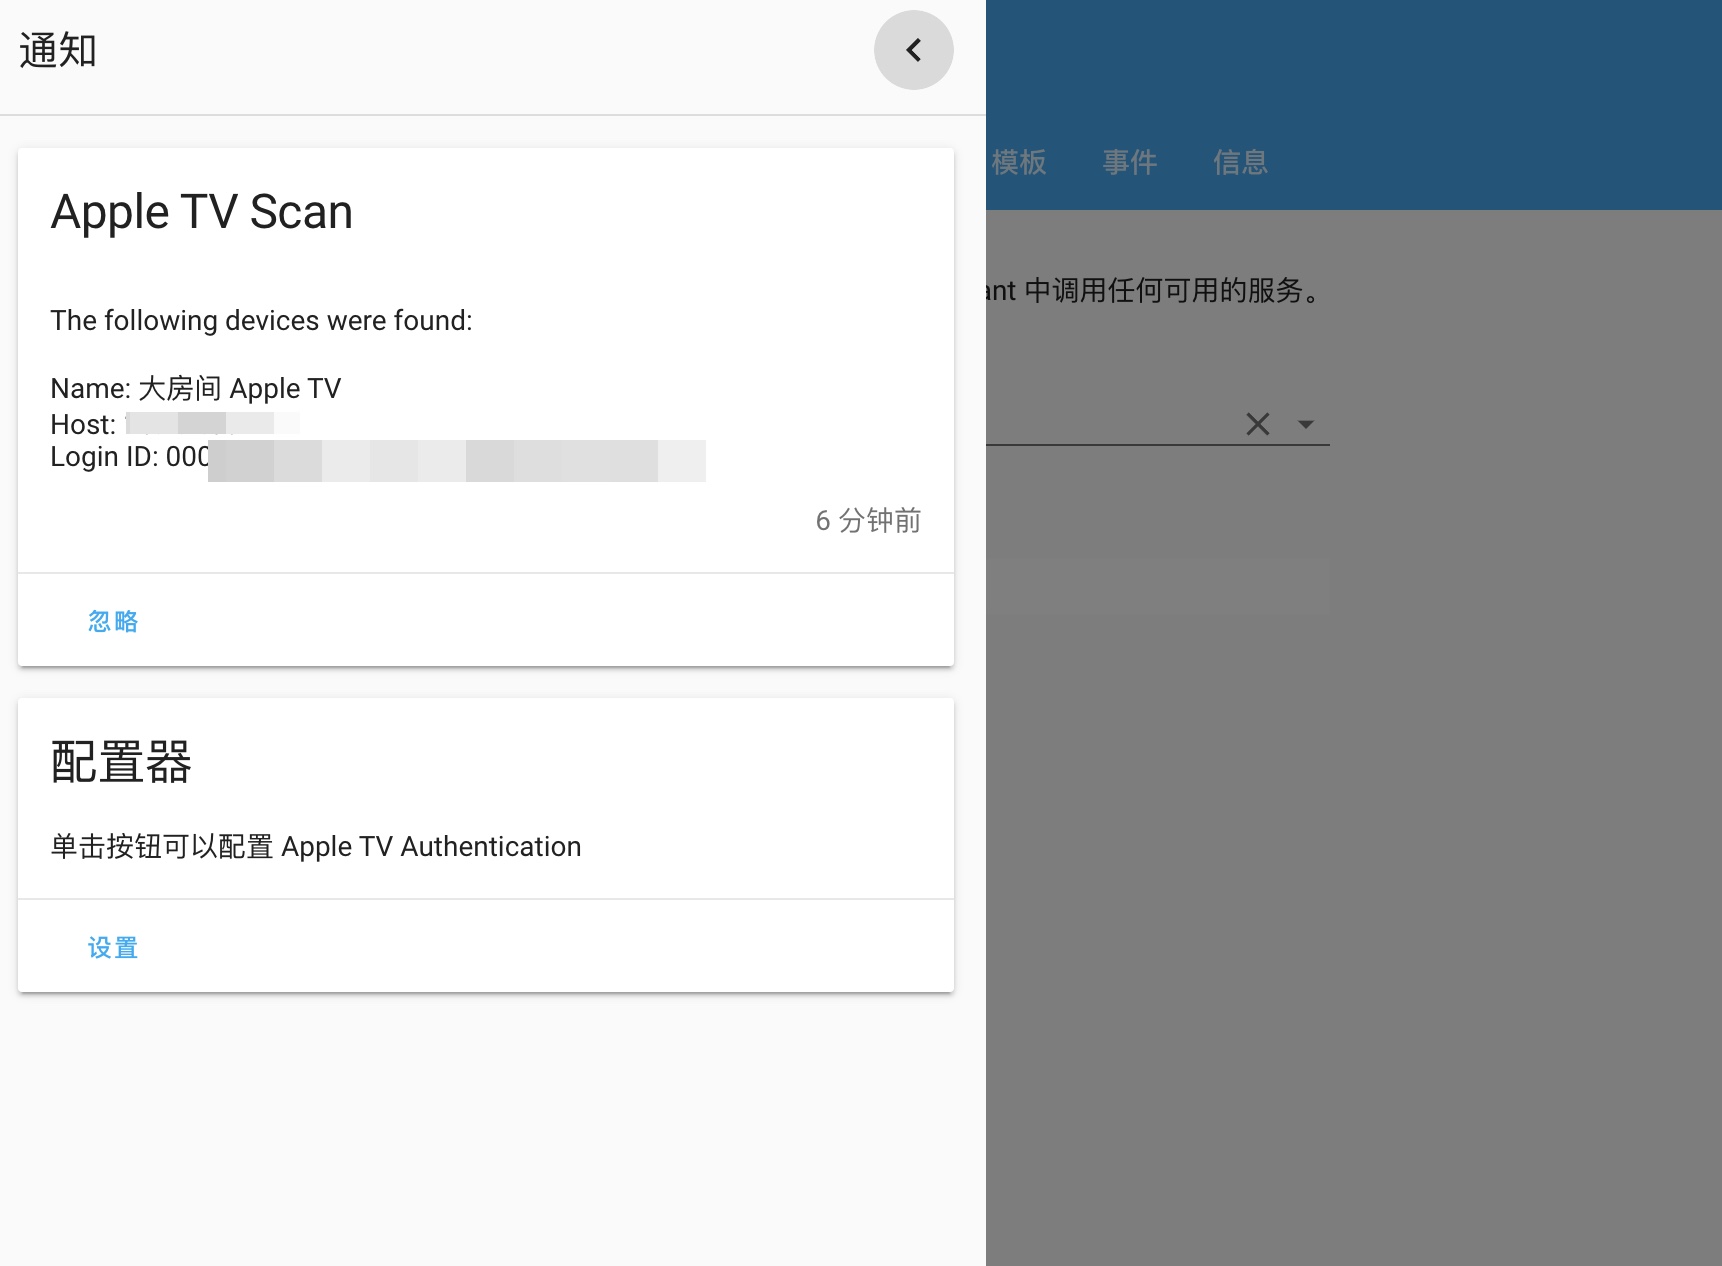 通知
Apple TV Scan
The following devices were found:
Name: 大房间 Apple TV
Host:
Login ID: 000
6 分钟前
忽略
配置器
单击按钮可以配置 Apple TV Authentication
设置
模板 事件 信息
ant 中调用任何可用的服务。